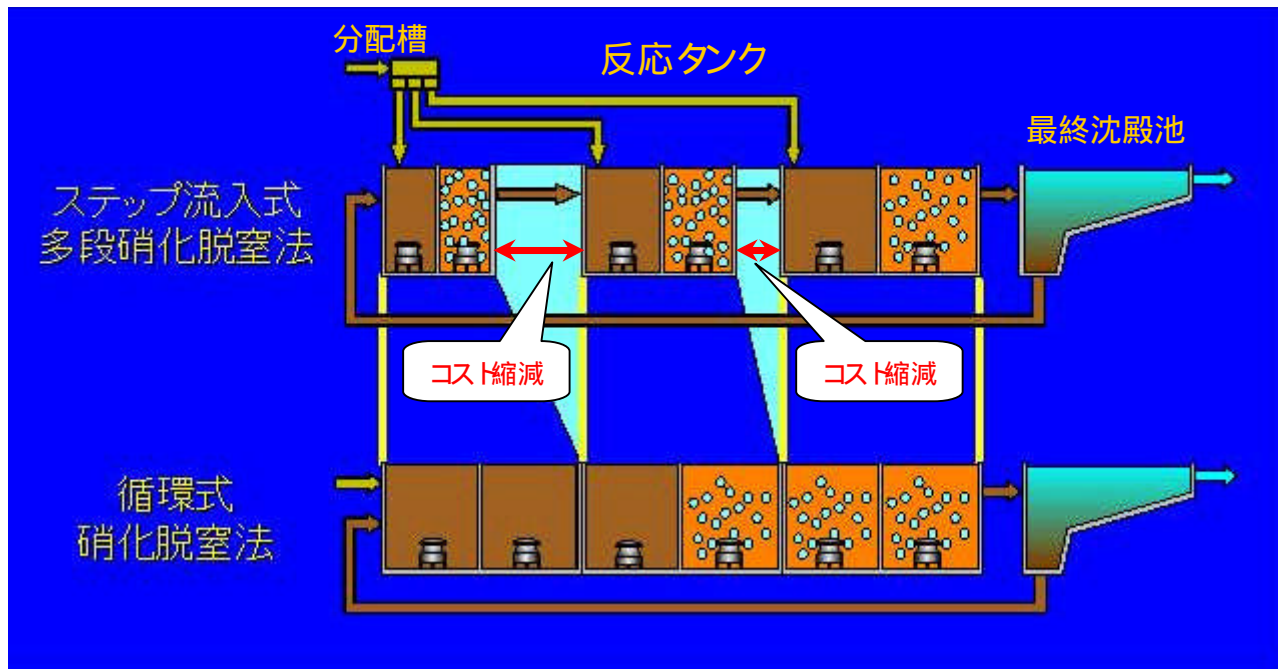 分配槽
反応タンク
最終沈殿池
ステップ流入式
多段硝化脱窒法
コスト縮減
コスト縮減
循環式
硝化脱窒法